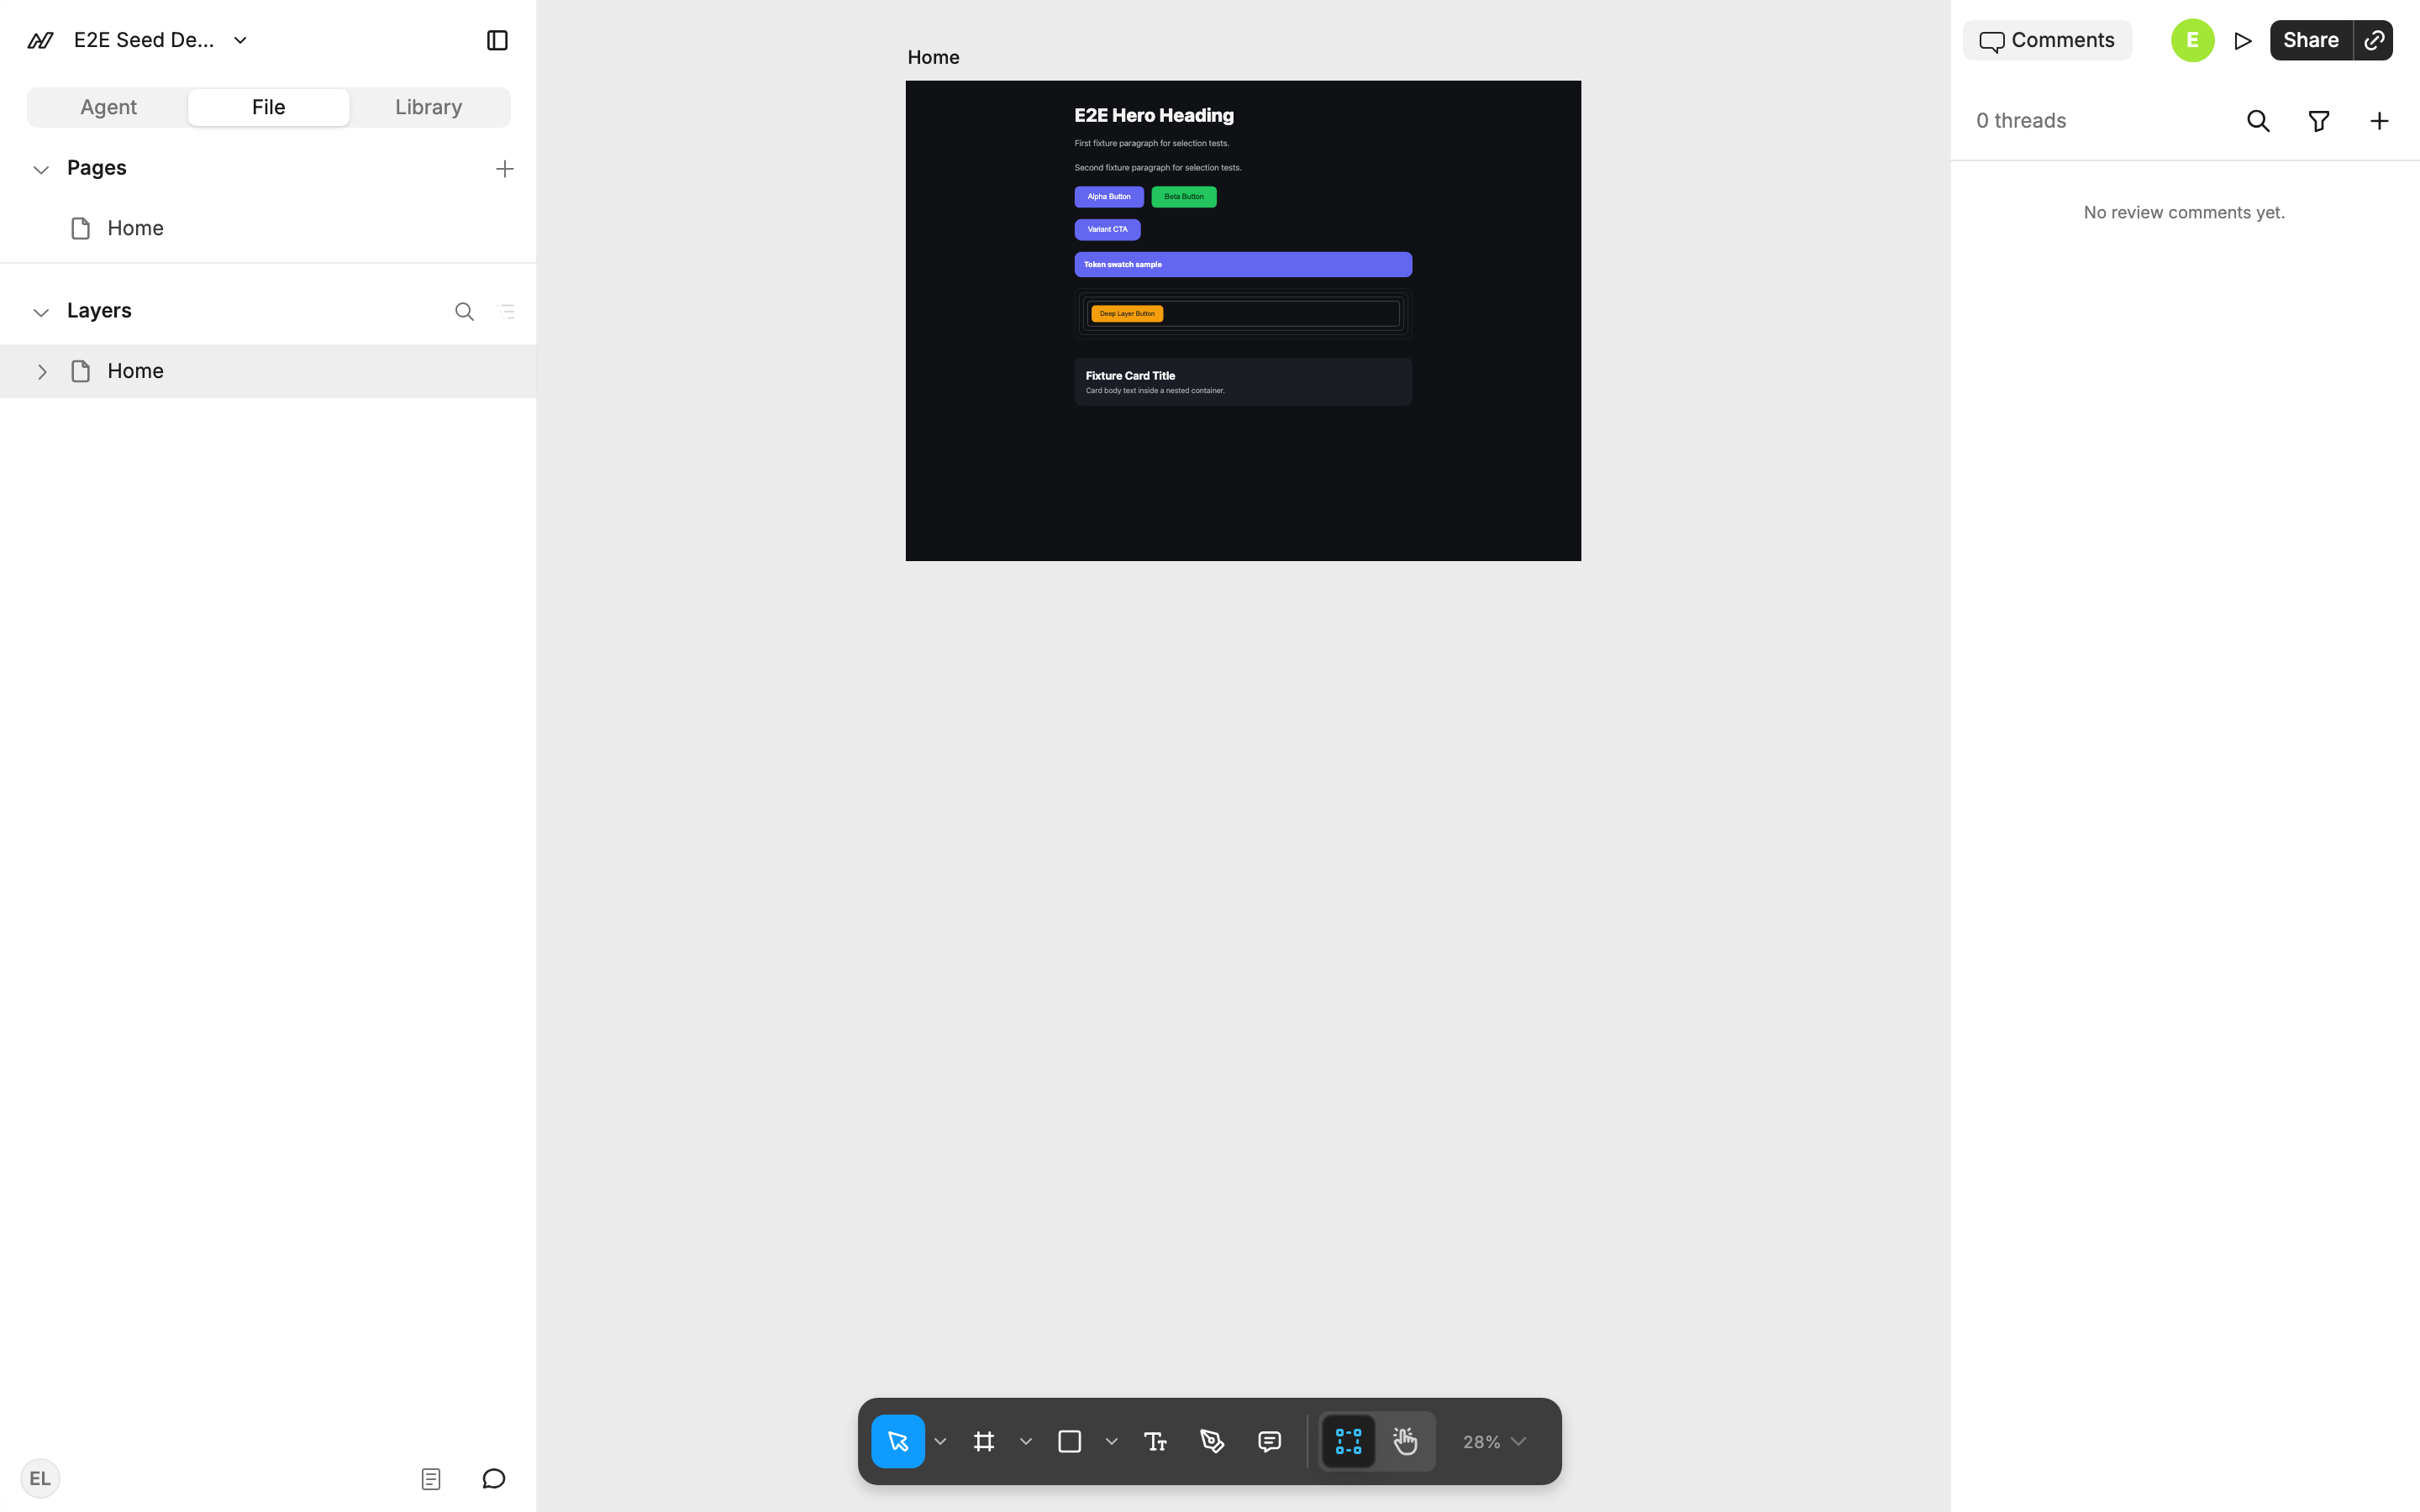 E2E Seed De...
Agent
File
Library
Pages
Home
Layers
Home
EL
Home
E2E Hero Heading
First fixture paragraph for selection tests.
Second fixture paragraph for selection tests.
Alpha Button
Beta Button
Variant CTA
Token swatch sample
Deep Layer Button
Fixture Card Title
Card body text inside a nested container.
28%
Comments
E
Share
0 threads
No review comments yet.